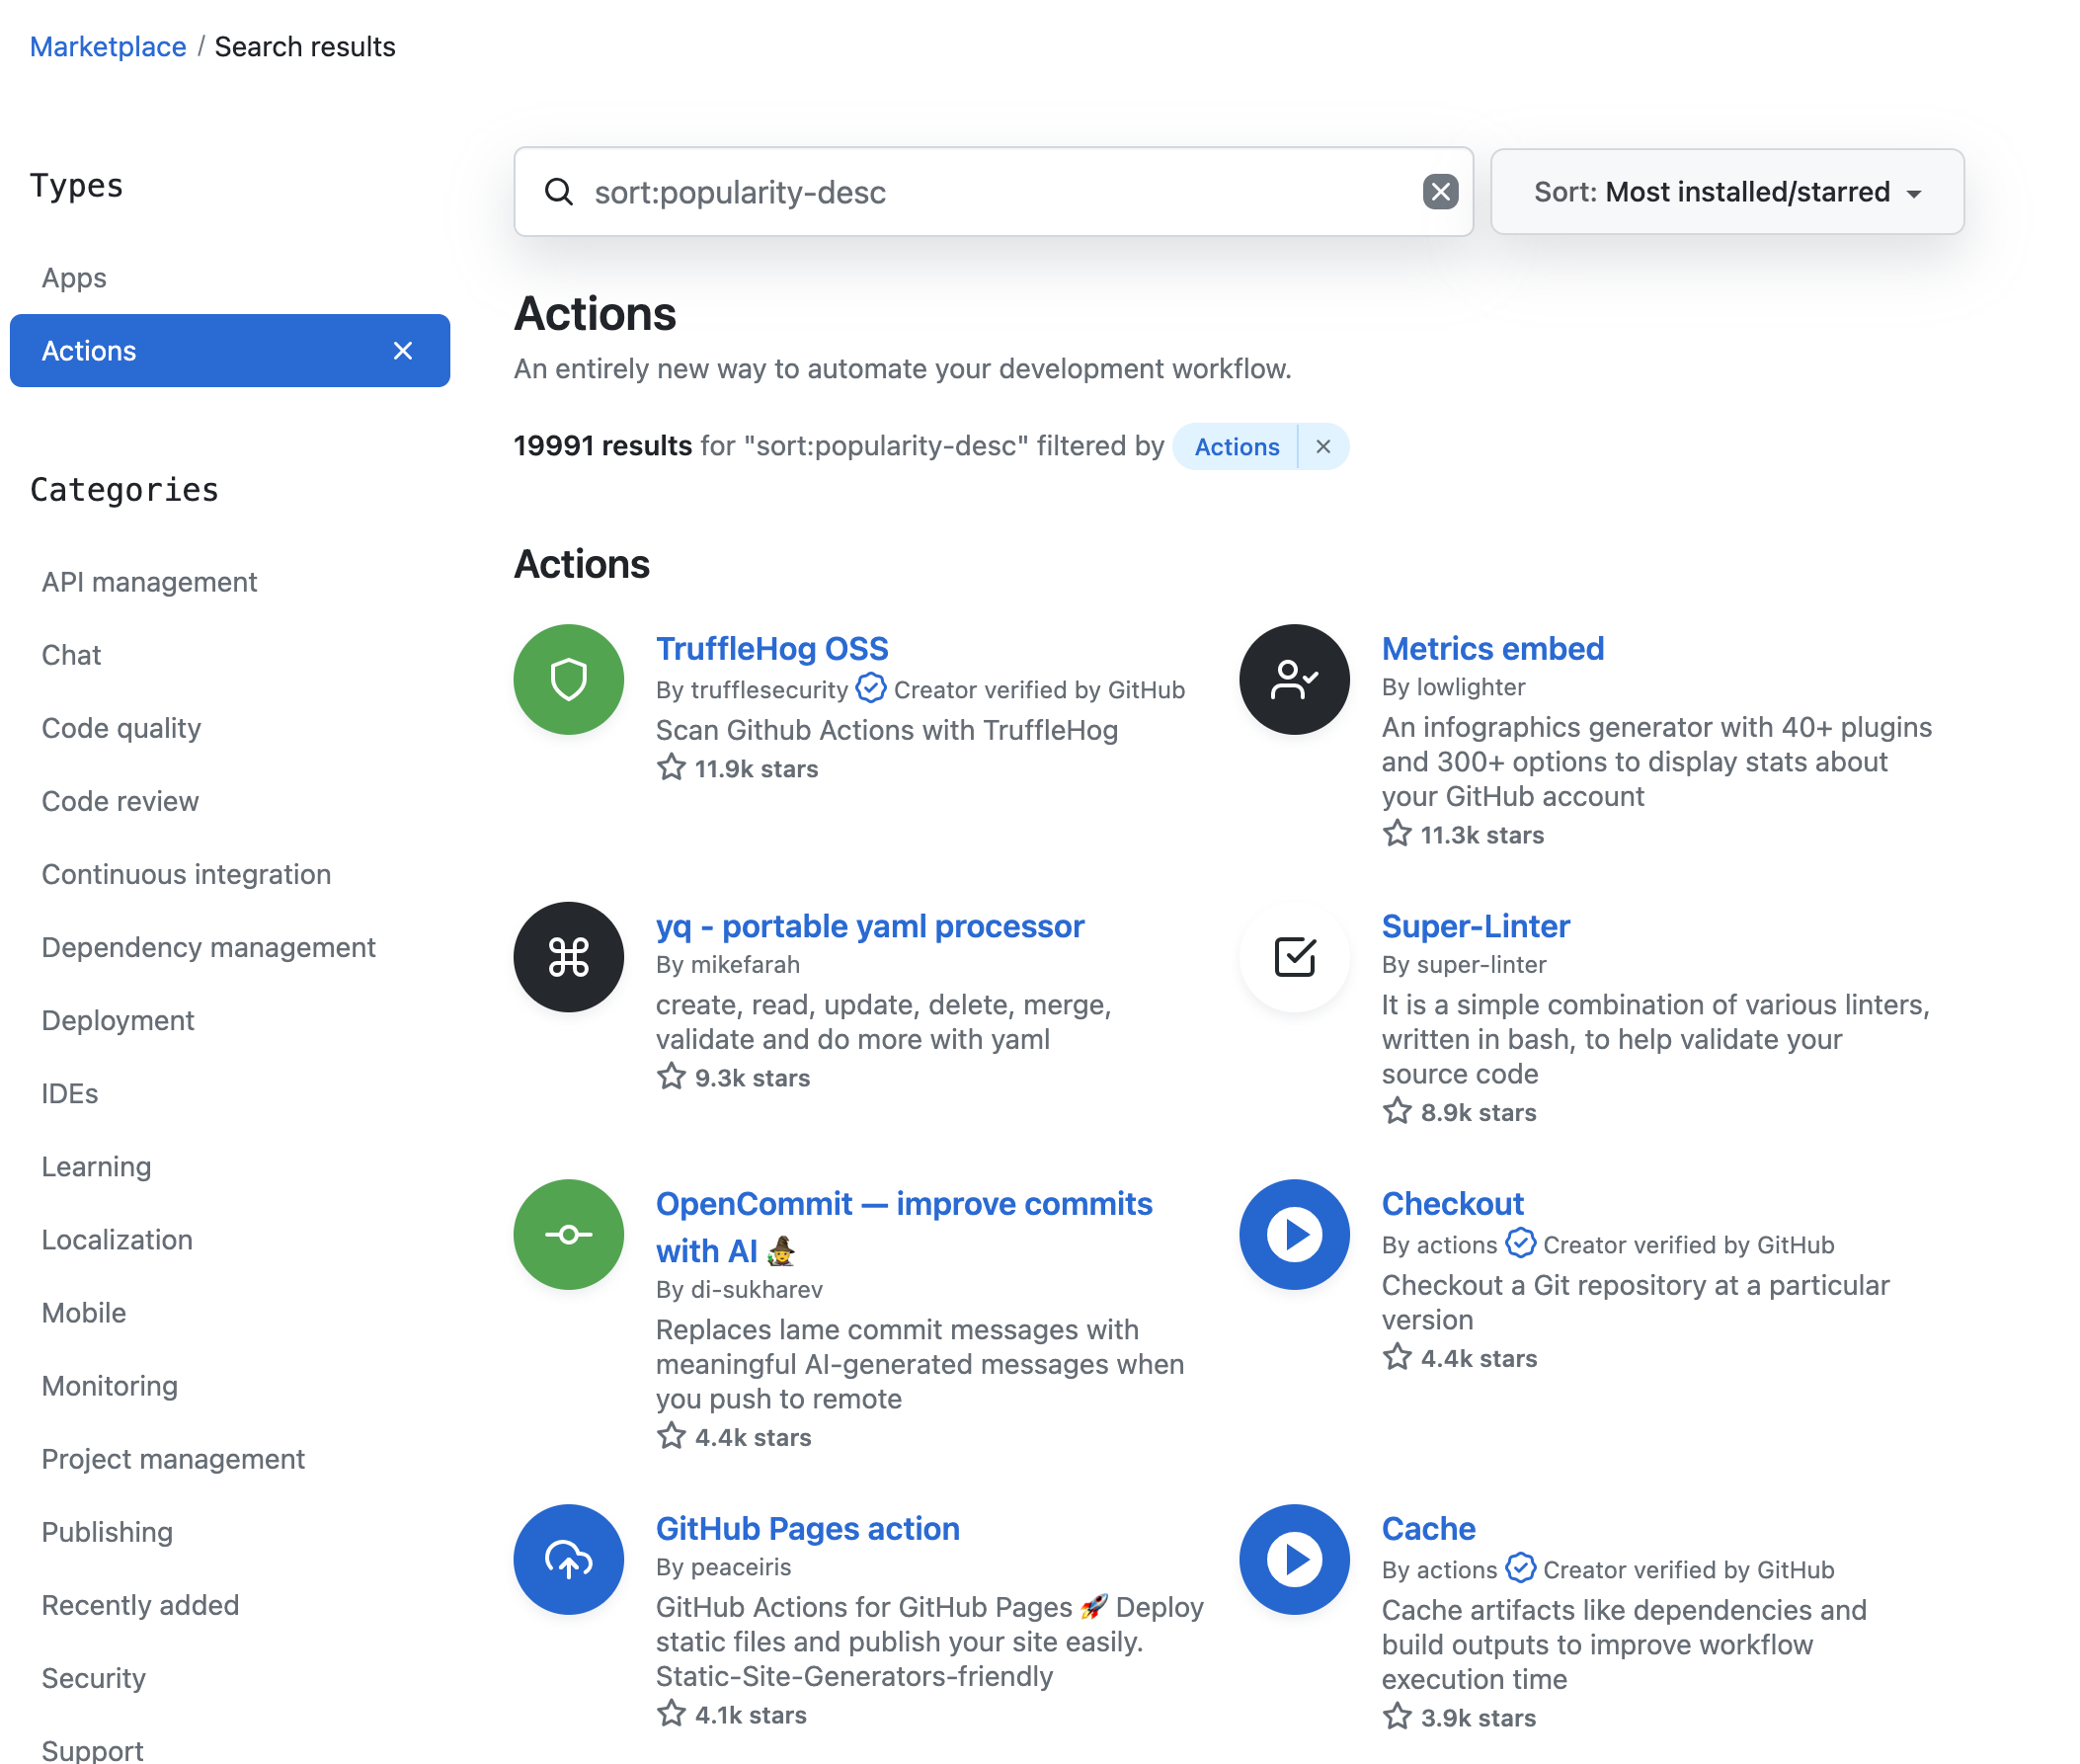 Marketplace / Search results
Types
Apps
Actions
Categories
API management
Chat
Code quality
Code review
Continuous integration
Dependency management
Deployment
IDEs
Learning
Localization
Mobile
Monitoring
Project management
Publishing
Recently added
Security
Support
sort:popularity-desc
Sort: Most installed/starred
Actions
An entirely new way to automate your development workflow.
19991 results for "sort:popularity-desc" filtered by Actions
Actions
TruffleHog OSS
By trufflesecurity Creator verified by GitHub
Scan Github Actions with TruffleHog
11.9k stars
Metrics embed
By lowlighter
An infographics generator with 40+ plugins
and 300+ options to display stats about
your GitHub account
11.3k stars
yq - portable yaml processor
By mikefarah
create, read, update, delete, merge,
validate and do more with yaml
9.3k stars
Super-Linter
By super-linter
It is a simple combination of various linters,
written in bash, to help validate your
source code
8.9k stars
OpenCommit — improve commits
with AI 🧙
By di-sukharev
Replaces lame commit messages with
meaningful AI-generated messages when
you push to remote
4.4k stars
Checkout
By actions Creator verified by GitHub
Checkout a Git repository at a particular
version
4.4k stars
GitHub Pages action
By peaceiris
GitHub Actions for GitHub Pages 🚀 Deploy
static files and publish your site easily.
Static-Site-Generators-friendly
4.1k stars
Cache
By actions Creator verified by GitHub
Cache artifacts like dependencies and
build outputs to improve workflow
execution time
3.9k stars